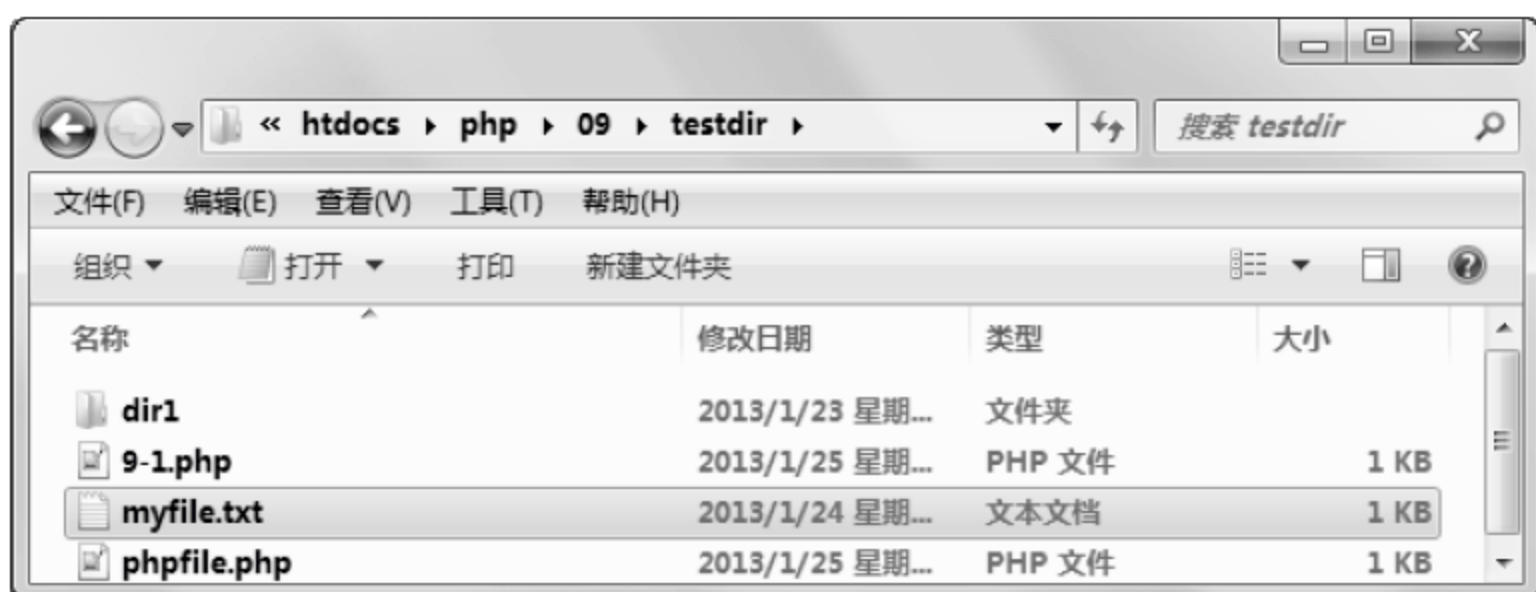 « htdocs ▸ php ▸ 09 ▸ testdir ▸ 搜索 testdir
文件(F) 编辑(E) 查看(V) 工具(T) 帮助(H)
组织 打开 打印 新建文件夹
名称 修改日期 类型 大小
dir1 2013/1/23 星期... 文件夹
9-1.php 2013/1/25 星期... PHP 文件 1 KB
myfile.txt 2013/1/24 星期... 文本文档 1 KB
phpfile.php 2013/1/25 星期... PHP 文件 1 KB